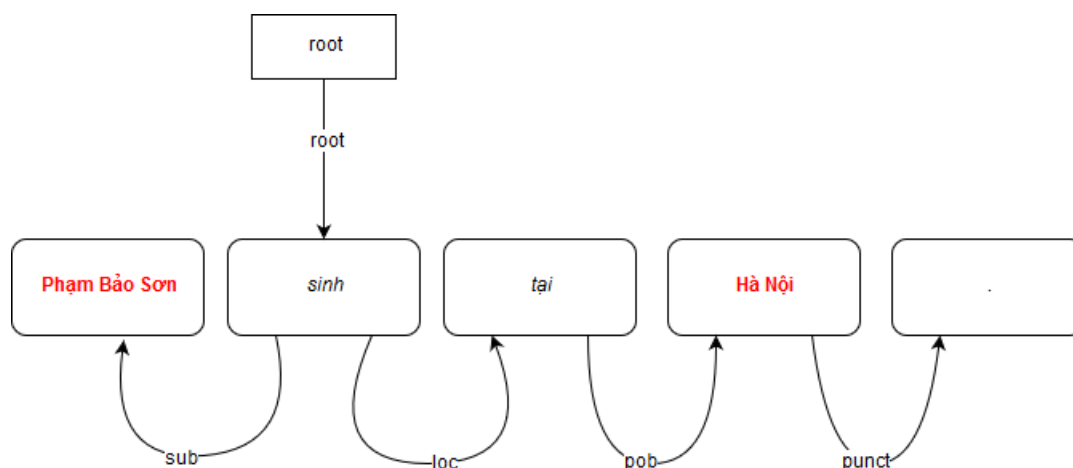 root
root
Phạm Bảo Sơn
sinh
tại
Hà Nội
.
sub
loc
pob
punct